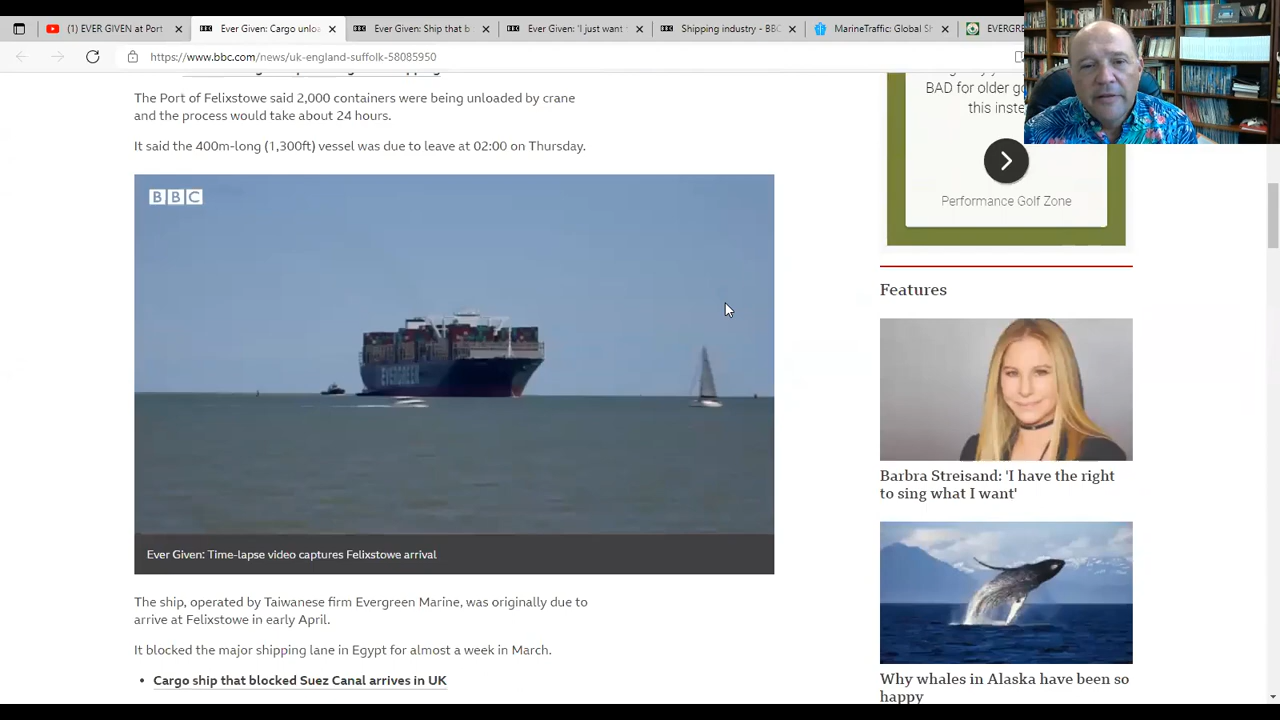 (1) EVER GIVEN at Port
Ever Given: Cargo unlo
Ever Given: Ship that b
Ever Given: 'I just want
Shipping industry - BBC
MarineTraffic: Global S
EVERGRE
https://www.bbc.com/news/uk-england-suffolk-58085950
The Port of Felixstowe said 2,000 containers were being unloaded by crane
and the process would take about 24 hours.
It said the 400m-long (1,300ft) vessel was due to leave at 02:00 on Thursday.
BBC
EVERGREEN
Ever Given: Time-lapse video captures Felixstowe arrival
The ship, operated by Taiwanese firm Evergreen Marine, was originally due to
arrive at Felixstowe in early April.
It blocked the major shipping lane in Egypt for almost a week in March.
• Cargo ship that blocked Suez Canal arrives in UK
BAD for older go
this inste
Performance Golf Zone
Features
Barbra Streisand: 'I have the right
to sing what I want'
Why whales in Alaska have been so
happy